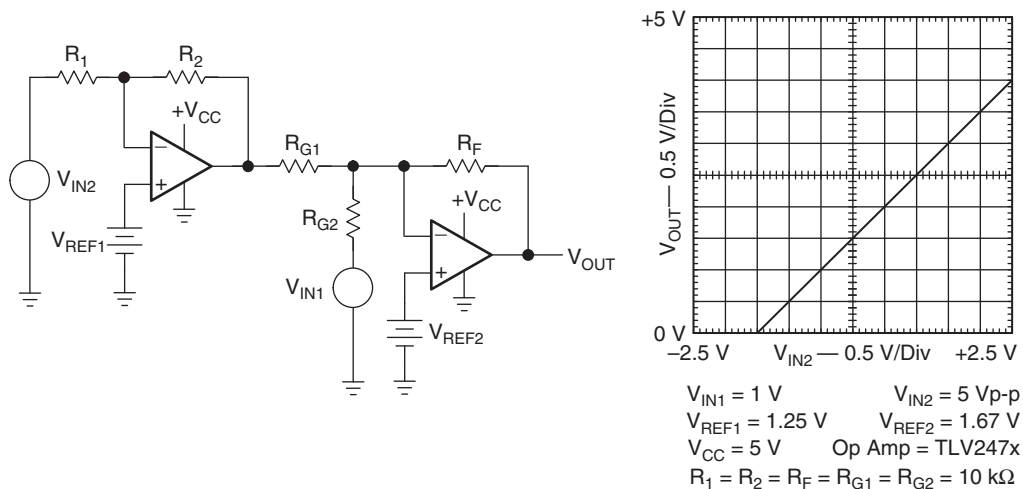 R1
R2
+VCC
−
+
VIN2
VREF1
RG1
RF
RG2
+VCC
−
+
VIN1
VREF2
VOUT
+5 V
VOUT — 0.5 V/Div
0 V
−2.5 V
VIN2 — 0.5 V/Div
+2.5 V
VIN1 = 1 V VIN2 = 5 Vp-p
VREF1 = 1.25 V VREF2 = 1.67 V
VCC = 5 V Op Amp = TLV247x
R1 = R2 = RF = RG1 = RG2 = 10 kΩ